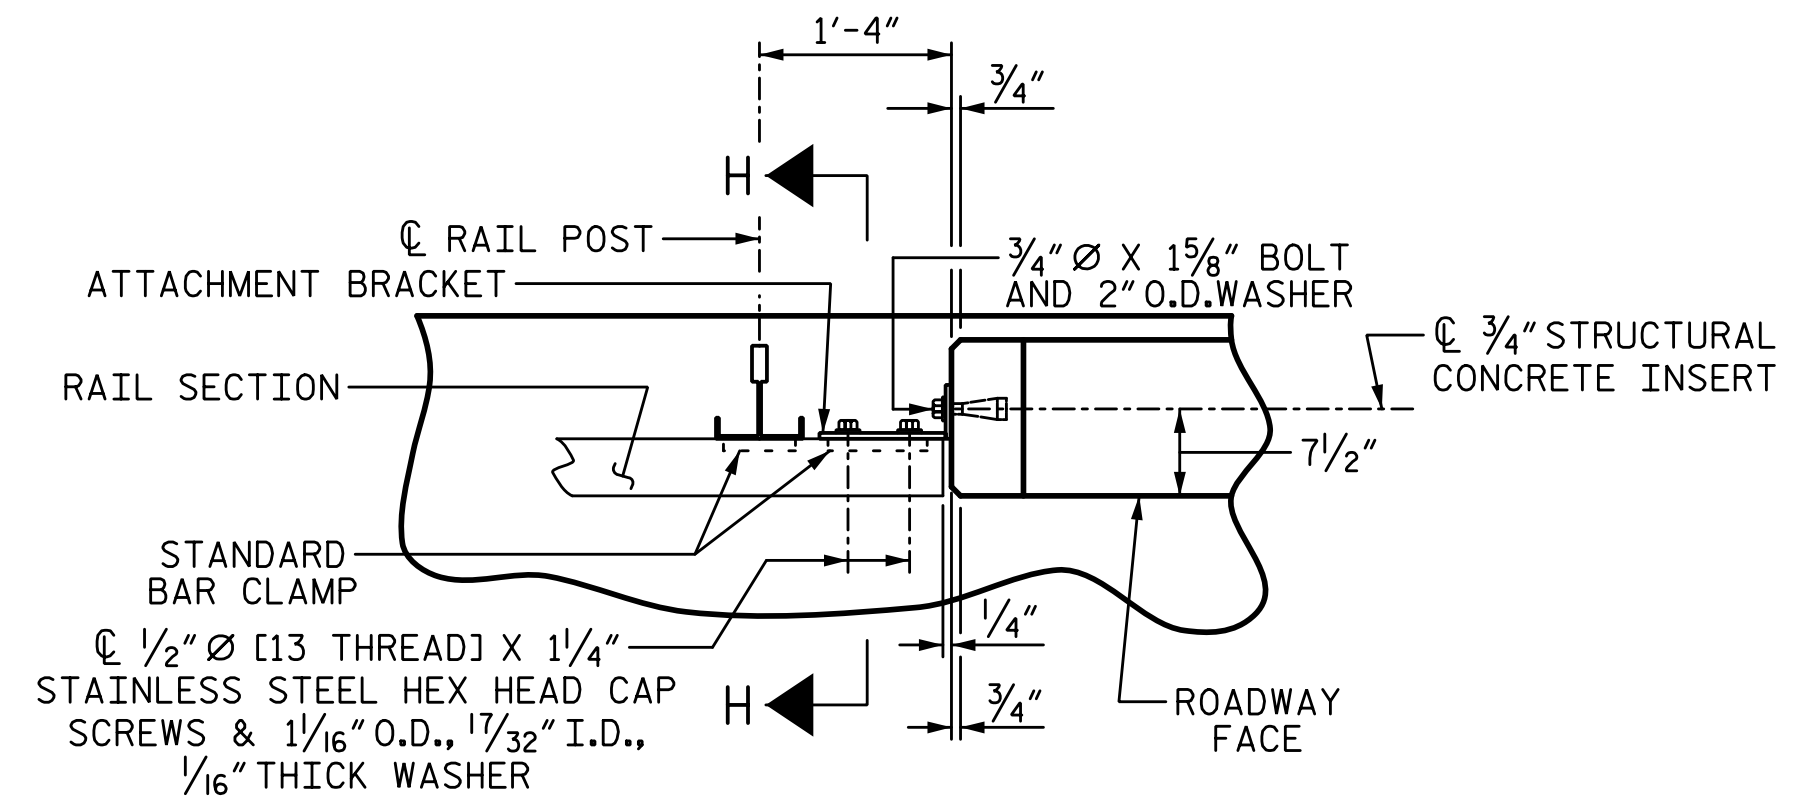 1'-4"
3/4"
H
℄ RAIL POST
ATTACHMENT BRACKET
3/4" Ø X 1 5/8" BOLT
AND 2" O.D. WASHER
℄ 3/4" STRUCTURAL
CONCRETE INSERT
RAIL SECTION
7 1/2"
STANDARD
BAR CLAMP
℄ 1/2" Ø [13 THREAD] X 1 1/4"
STAINLESS STEEL HEX HEAD CAP
SCREWS & 1 1/16" O.D., 17/32" I.D.,
1/16" THICK WASHER
1/4"
H
3/4"
ROADWAY
FACE